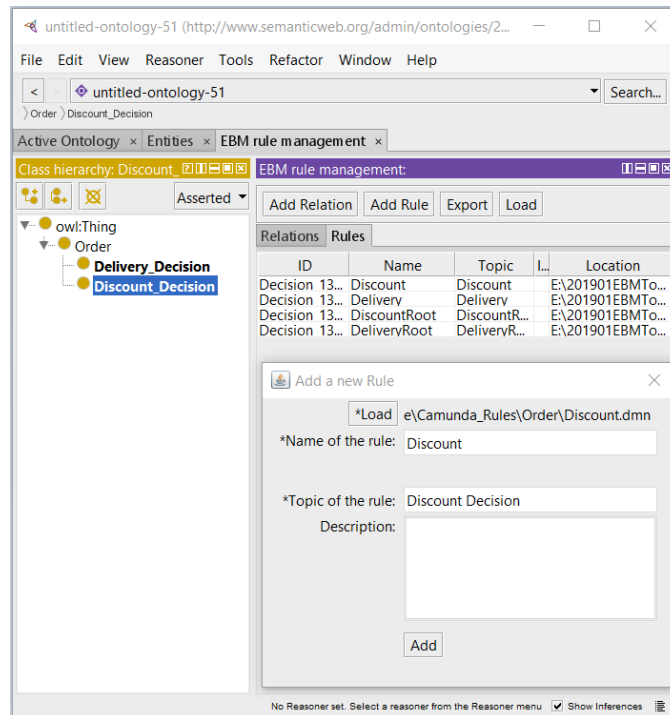 untitled-ontology-51 (http://www.semanticweb.org/admin/ontologies/2...
File Edit View Reasoner Tools Refactor Window Help
< > untitled-ontology-51 Search...
Order Discount_Decision
Active Ontology × Entities × EBM rule management ×
Class hierarchy: Discount_
Asserted
owl:Thing
Order
Delivery_Decision
Discount_Decision
EBM rule management:
Add Relation Add Rule Export Load
Relations Rules
ID Name Topic I... Location
Decision 13... Discount Discount E:\201901EBMTo...
Decision 13... Delivery Delivery E:\201901EBMTo...
Decision 13... DiscountRoot DiscountR... E:\201901EBMTo...
Decision 13... DeliveryRoot DeliveryR... E:\201901EBMTo...
Add a new Rule
*Load e\Camunda_Rules\Order\Discount.dmn
*Name of the rule: Discount
*Topic of the rule: Discount Decision
Description:
Add
No Reasoner set. Select a reasoner from the Reasoner menu Show Inferences